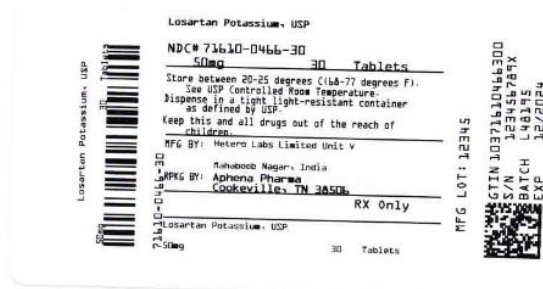 Losartan Potassium, USP
NDC# 71610-0466-30
50mg 30 Tablets
Store between 20-25 degrees C(68-77 degrees F).
See USP Controlled Room Temperature.
Dispense in a tight light-resistant container
as defined by USP.
Keep this and all drugs out of the reach of
children.
MFG BY: Hetero Labs Limited Unit V
Mahaboob Nagar, India
RPKG BY: Aphena Pharma
Cookeville, TN 38506
RX Only
Losartan Potassium, USP
50mg 30 Tablets
Losartan Potassium, USP
50mg
Tablets
30
71610-0466-30
MFG LOT: 12345
GTIN 10371610466300
S/N 123456789X
BATCH L48195
EXP 12/2024